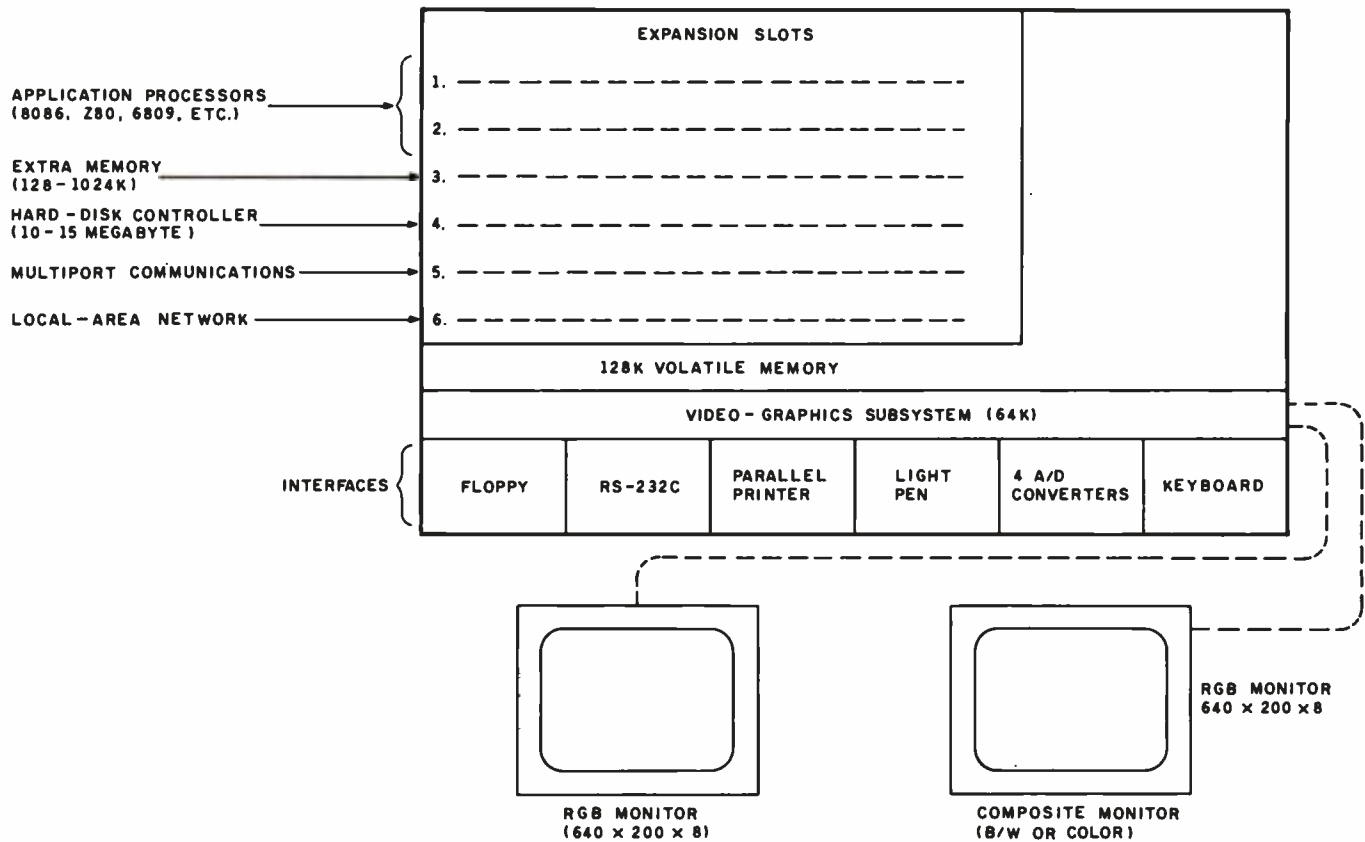 EXPANSION SLOTS
APPLICATION PROCESSORS
(8086, Z80, 6809, ETC.)
1.
2.
EXTRA MEMORY
(128-1024K)
3.
HARD-DISK CONTROLLER
(10-15 MEGABYTE)
4.
MULTIPORT COMMUNICATIONS
5.
LOCAL-AREA NETWORK
6.
128K VOLATILE MEMORY
VIDEO-GRAPHICS SUBSYSTEM (64K)
INTERFACES
FLOPPY
RS-232C
PARALLEL
PRINTER
LIGHT
PEN
4 A/D
CONVERTERS
KEYBOARD
RGB MONITOR
640 × 200 × 8
RGB MONITOR
(640 × 200 × 8)
COMPOSITE MONITOR
(B/W OR COLOR)